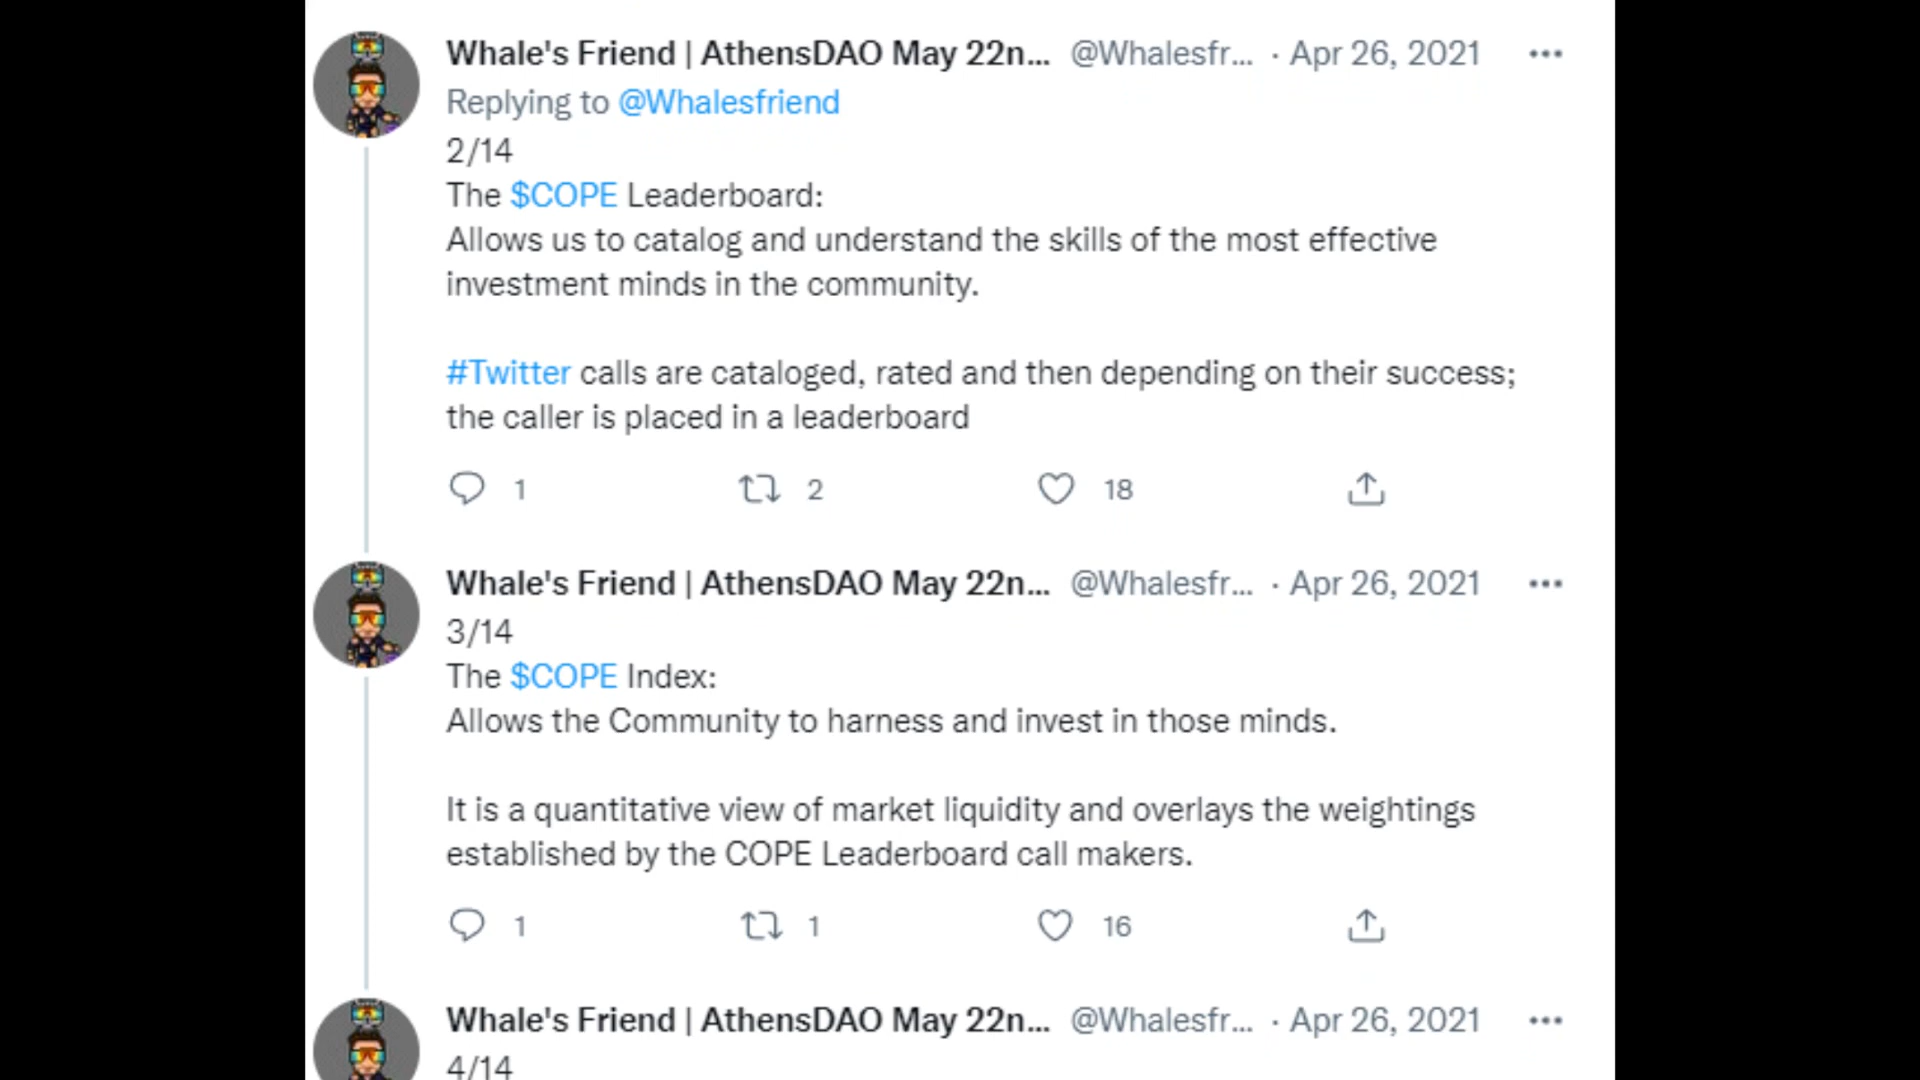 Whale's Friend | AthensDAO May 22n... @Whalesfr... · Apr 26, 2021
Replying to @Whalesfriend
2/14
The $COPE Leaderboard:
Allows us to catalog and understand the skills of the most effective
investment minds in the community.
#Twitter calls are cataloged, rated and then depending on their success;
the caller is placed in a leaderboard
1 2 18
Whale's Friend | AthensDAO May 22n... @Whalesfr... · Apr 26, 2021
3/14
The $COPE Index:
Allows the Community to harness and invest in those minds.
It is a quantitative view of market liquidity and overlays the weightings
established by the COPE Leaderboard call makers.
1 1 16
Whale's Friend | AthensDAO May 22n... @Whalesfr... · Apr 26, 2021
4/14